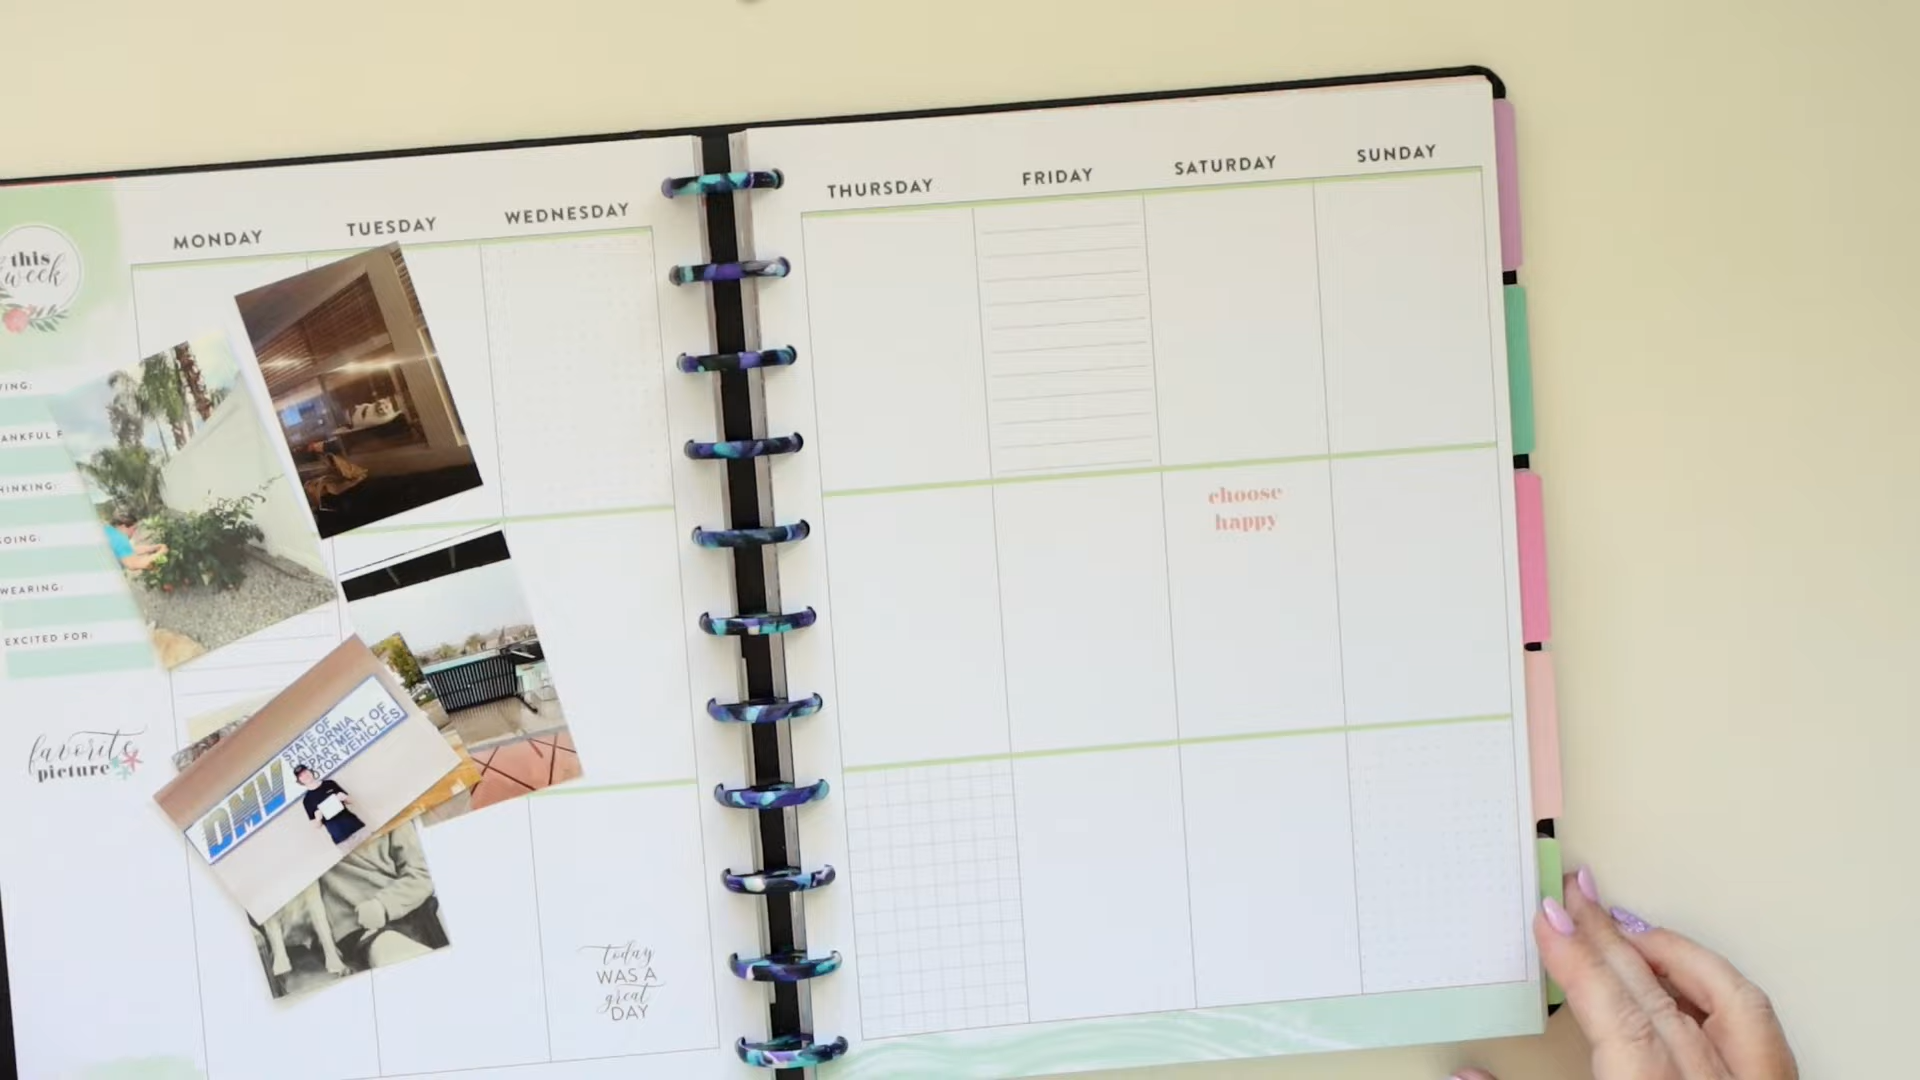 this
week
MONDAY
TUESDAY
WEDNESDAY
THURSDAY
FRIDAY
SATURDAY
SUNDAY
EXCITED FOR:
WEARING:
favorite
picture
STATE OF
CALIFORNIA
DEPARTMENT OF
MOTOR VEHICLES
DMV
today
WAS A
great
DAY
choose
happy